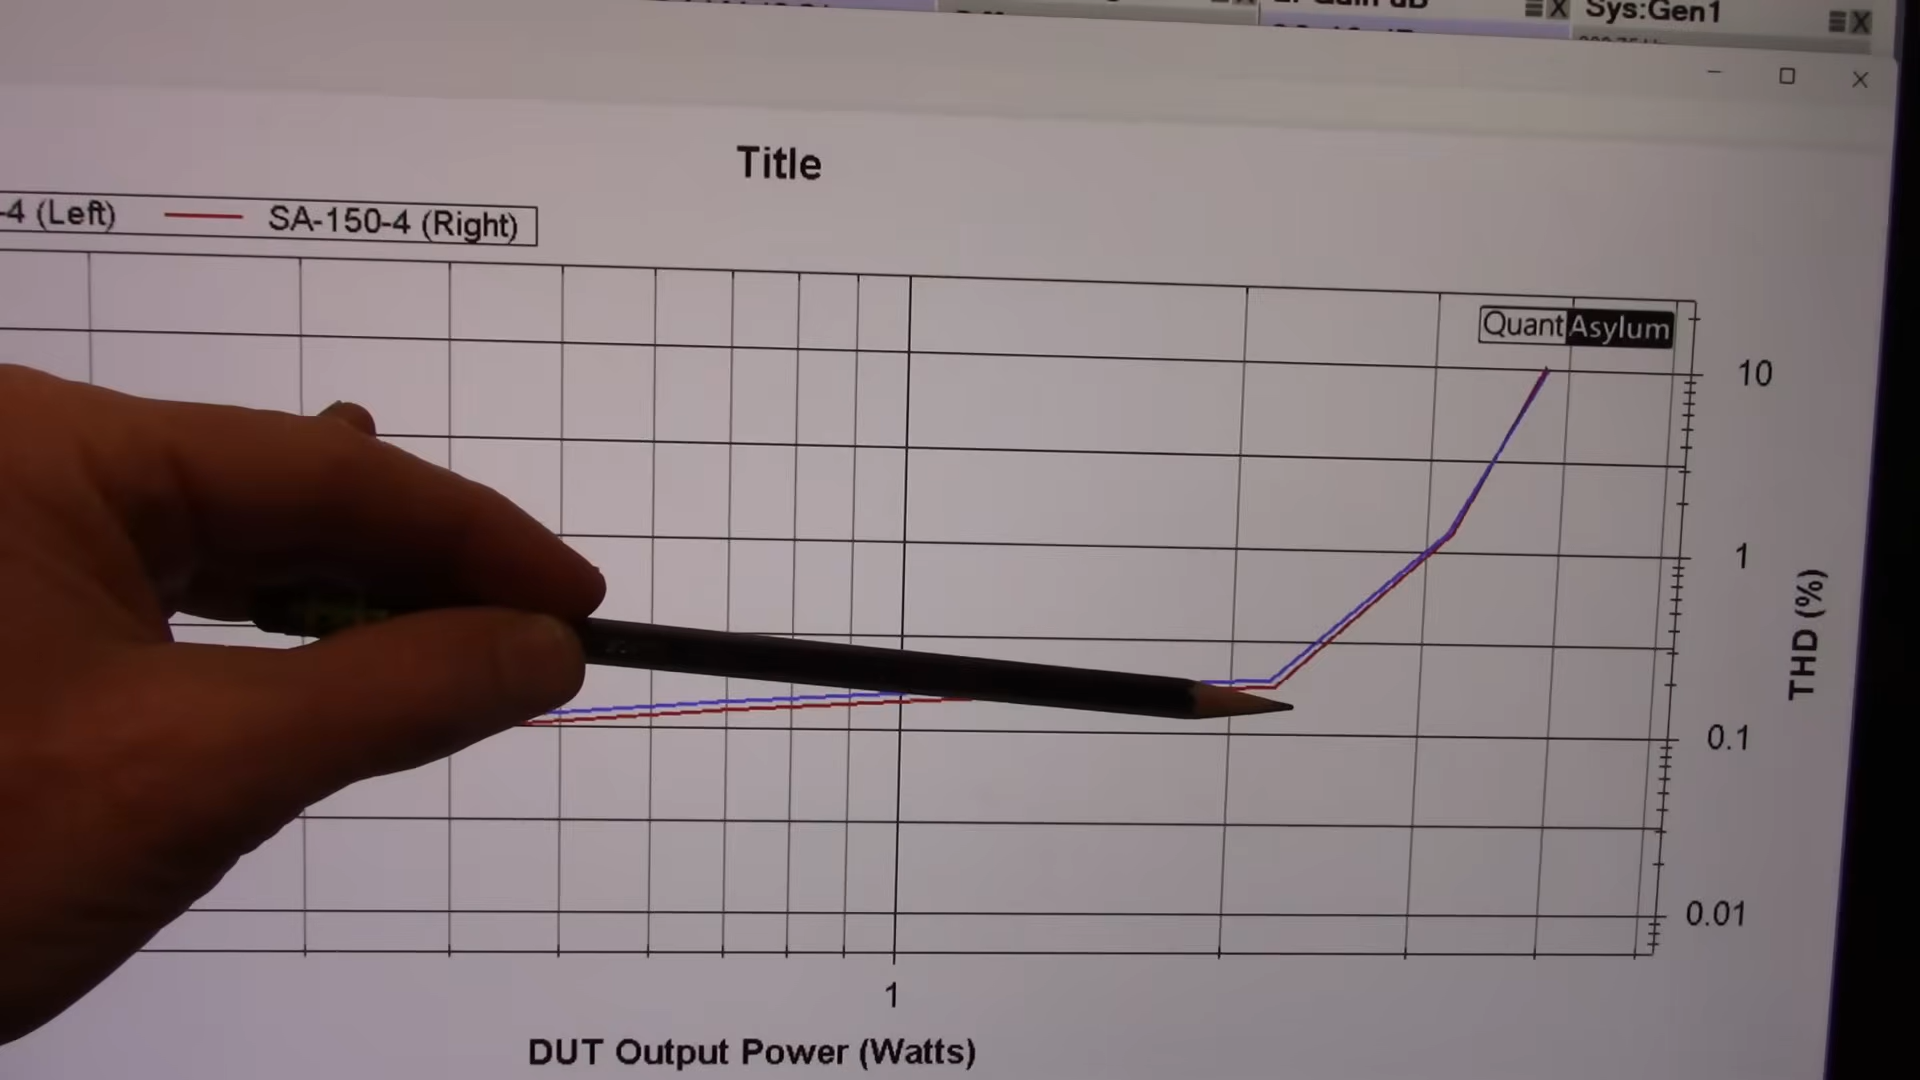 Sys:Gen1
Title
-4 (Left) SA-150-4 (Right)
QuantAsylum
10
1
0.1
0.01
THD (%)
1
DUT Output Power (Watts)